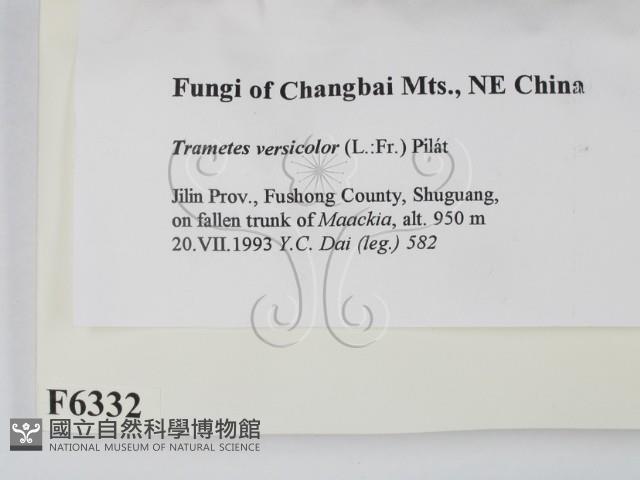 Fungi of Changbai Mts., NE China
Trametes versicolor (L.:Fr.) Pilát
Jilin Prov., Fushong County, Shuguang,
on fallen trunk of Maackia, alt. 950 m
20.VII.1993 Y.C. Dai (leg.) 582
F6332
國立自然科學博物館
NATIONAL MUSEUM OF NATURAL SCIENCE